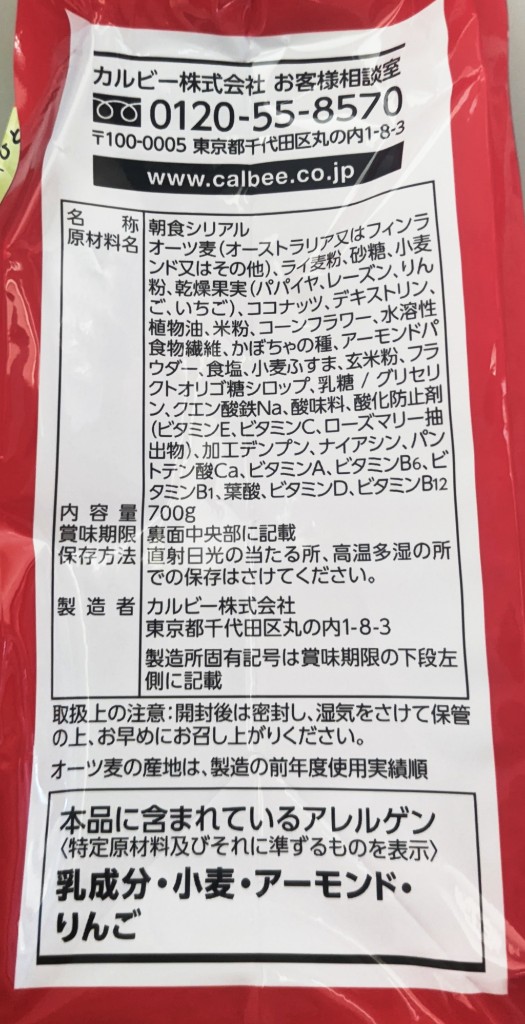 カルビー株式会社 お客様相談室
0120-55-8570
〒100-0005 東京都千代田区丸の内1-8-3
www.calbee.co.jp
名称 朝食シリアル
原材料名 オーツ麦(オーストラリア又はフィンラ
ンド又はその他)、ライ麦粉、砂糖、小麦
粉、乾燥果実(パパイヤ、レーズン、りん
ご、いちご)、ココナッツ、デキストリン、
植物油、米粉、コーンフラワー、水溶性
食物繊維、かぼちゃの種、アーモンドパ
ウダー、食塩、小麦ふすま、玄米粉、フラ
クトオリゴ糖シロップ、乳糖 / グリセリ
ン、クエン酸鉄Na、酸味料、酸化防止剤
(ビタミンE、ビタミンC、ローズマリー抽
出物)、加工デンプン、ナイアシン、パン
トテン酸Ca、ビタミンA、ビタミンB6、ビ
タミンB1、葉酸、ビタミンD、ビタミンB12
内容量 700g
賞味期限 裏面中央部に記載
保存方法 直射日光の当たる所、高温多湿の所
での保存はさけてください。
製造者 カルビー株式会社
東京都千代田区丸の内1-8-3
製造所固有記号は賞味期限の下段左
側に記載
取扱上の注意:開封後は密封し、湿気をさけて保管
の上、お早めにお召し上がりください。
オーツ麦の産地は、製造の前年度使用実績順
本品に含まれているアレルゲン
〈特定原材料及びそれに準ずるものを表示〉
乳成分・小麦・アーモンド・
りんご